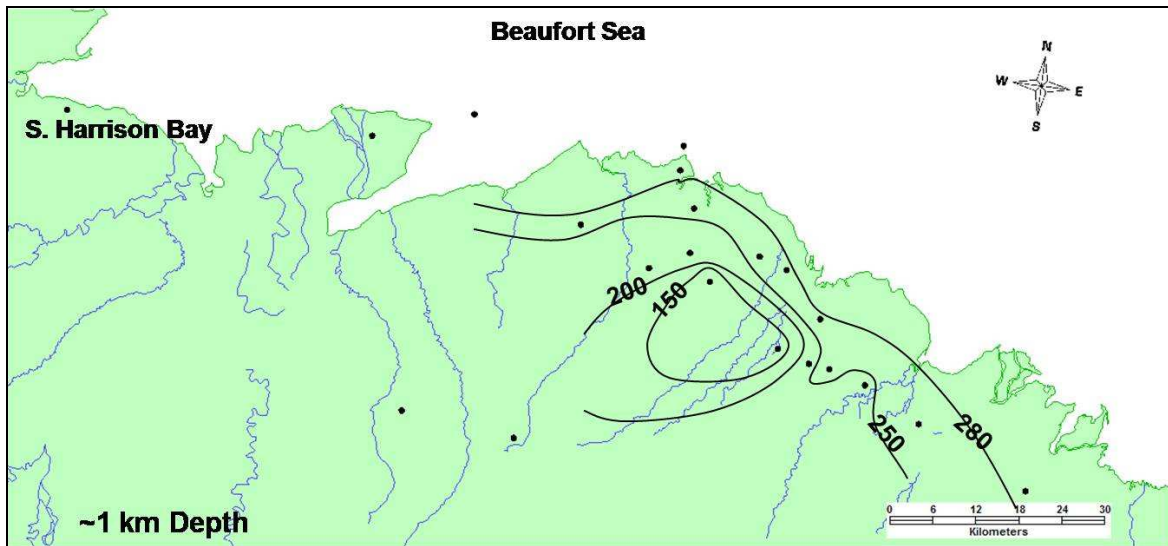 Beaufort Sea
N
W E
S
S. Harrison Bay
200
150
250
280
~1 km Depth
0 6 12 18 24 30
Kilometers